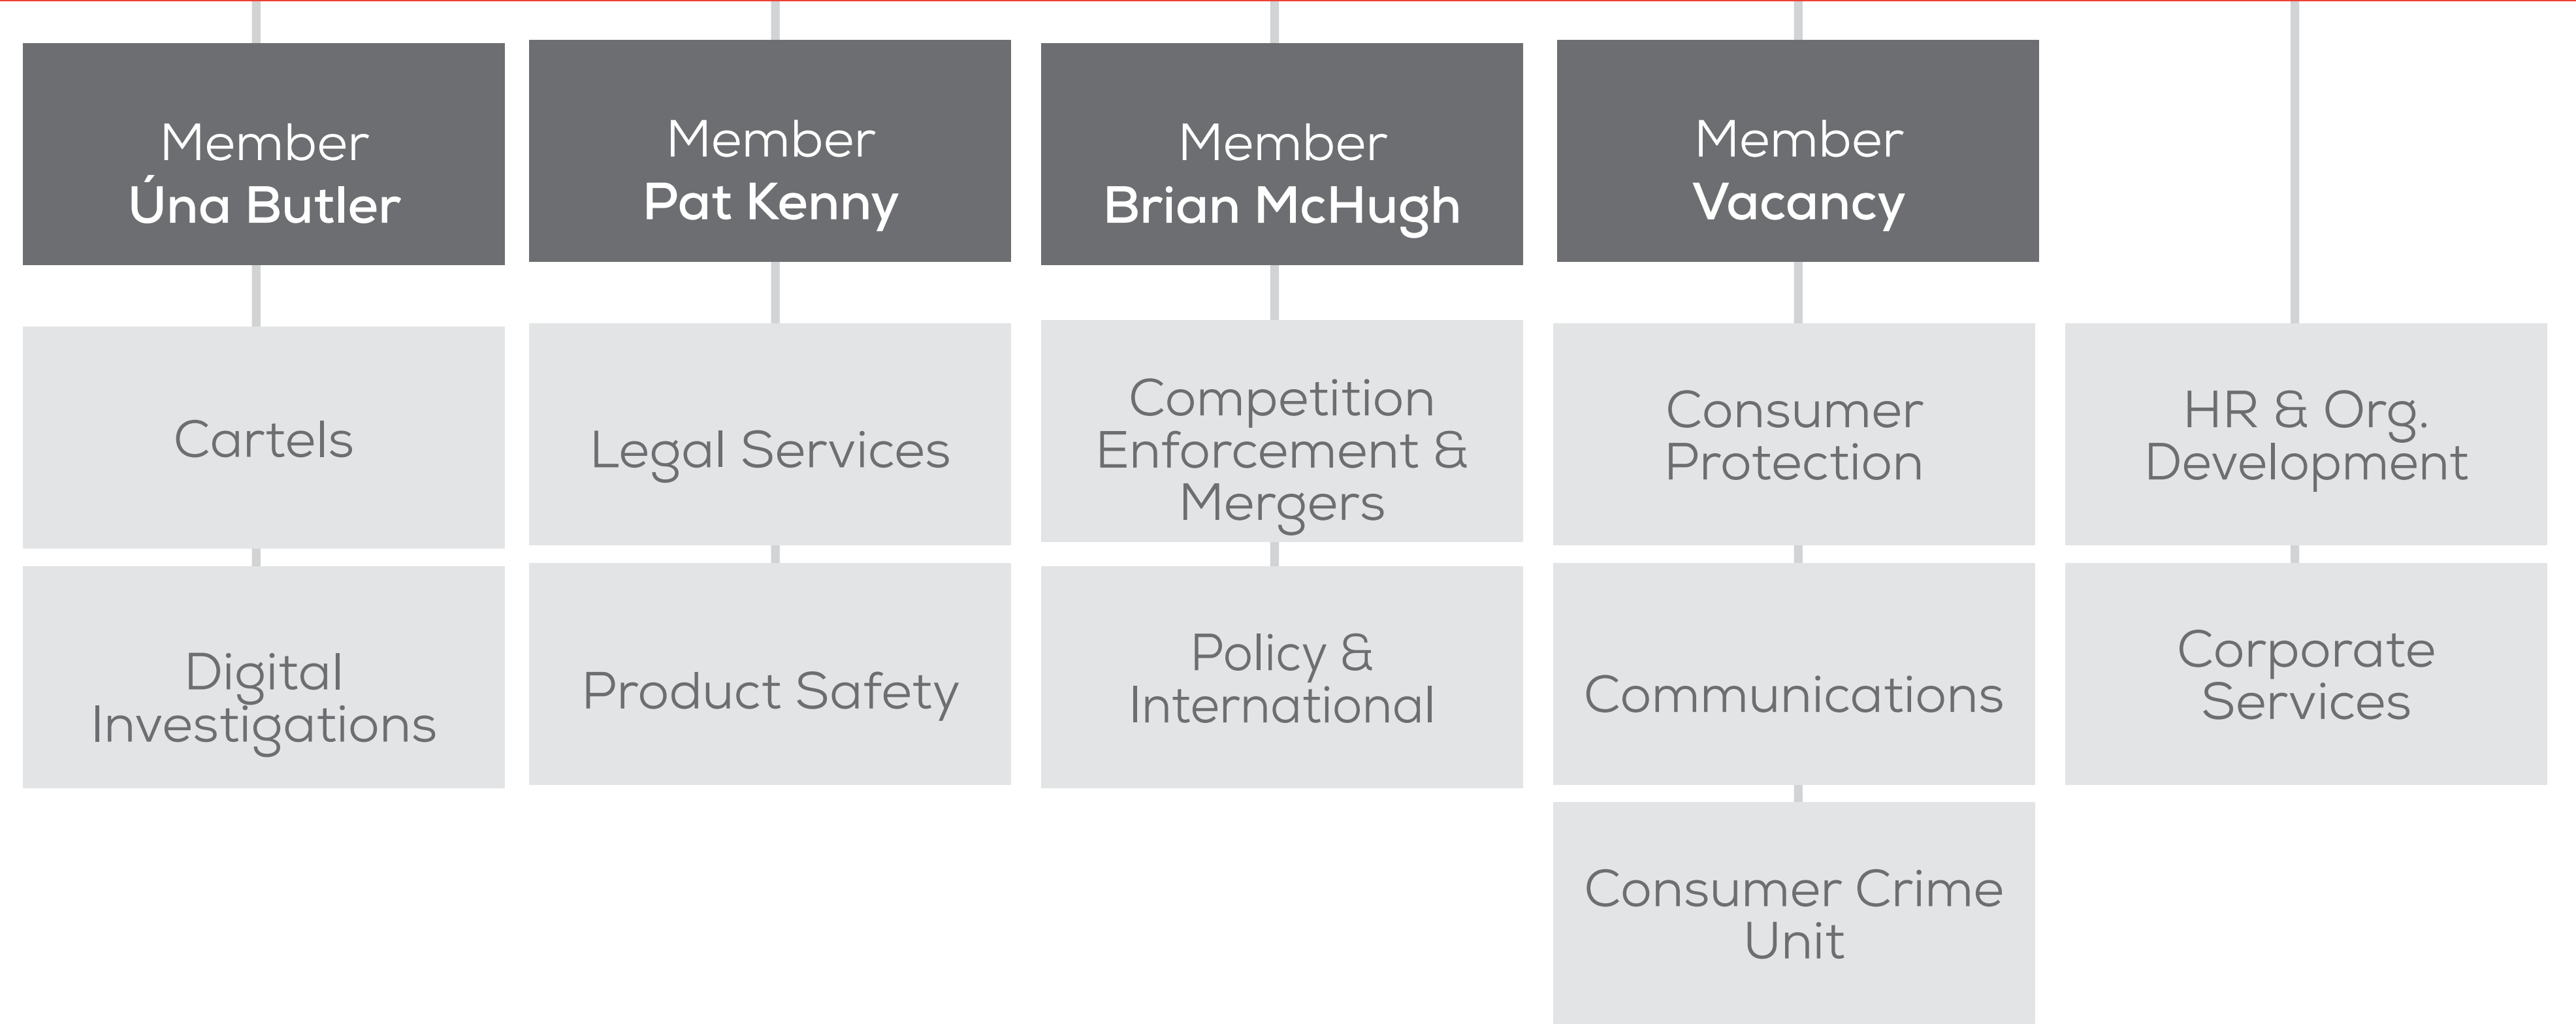 Member
Úna Butler
Member
Pat Kenny
Member
Brian McHugh
Member
Vacancy
Cartels
Legal Services
Competition
Enforcement &
Mergers
Consumer
Protection
HR & Org.
Development
Digital
Investigations
Product Safety
Policy &
International
Communications
Corporate
Services
Consumer Crime
Unit